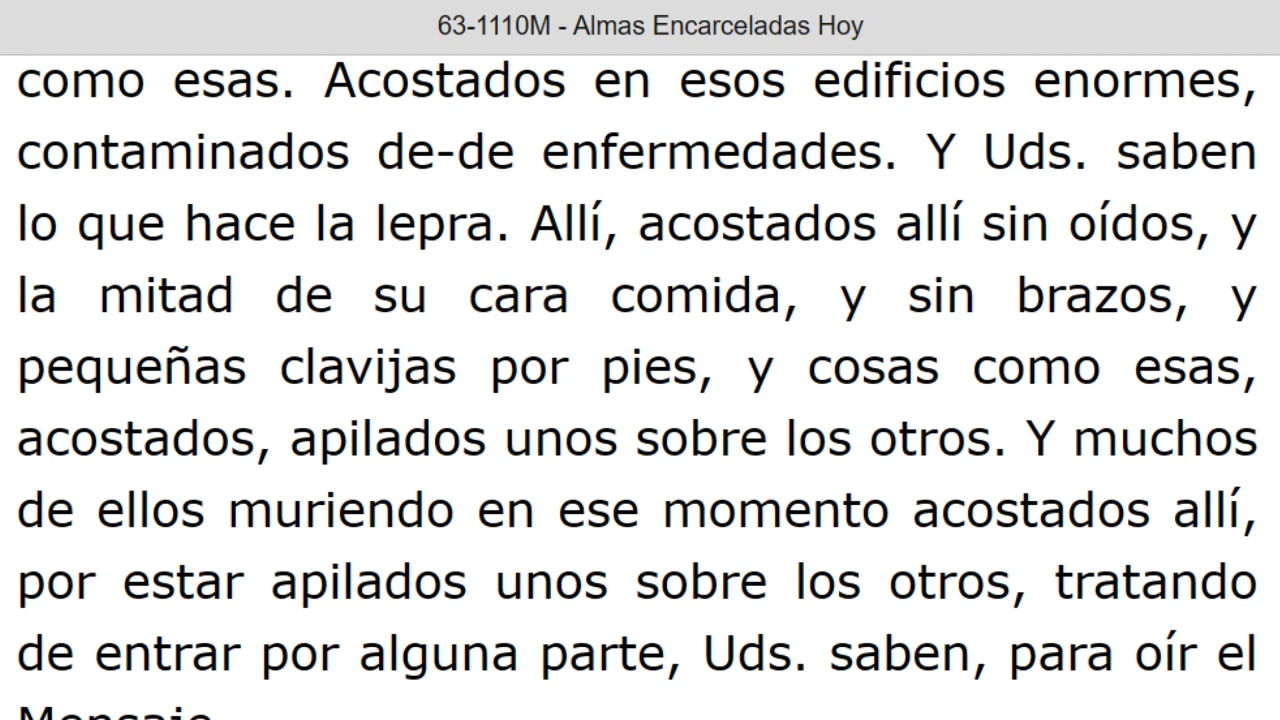 63-1110M - Almas Encarceladas Hoy
como esas. Acostados en esos edificios enormes,
contaminados de-de enfermedades. Y Uds. saben
lo que hace la lepra. Allí, acostados allí sin oídos, y
la mitad de su cara comida, y sin brazos, y
pequeñas clavijas por pies, y cosas como esas,
acostados, apilados unos sobre los otros. Y muchos
de ellos muriendo en ese momento acostados allí,
por estar apilados unos sobre los otros, tratando
de entrar por alguna parte, Uds. saben, para oír el
Mensaje